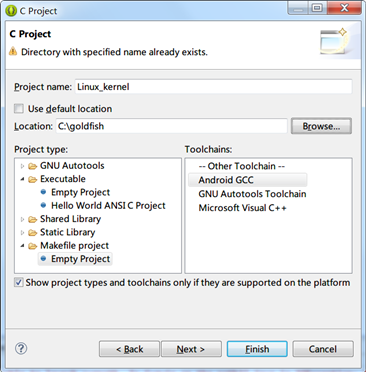 C Project
C Project
Directory with specified name already exists.
Project name: Linux_kernel
Use default location
Location: C:\goldfish Browse...
Project type: Toolchains:
GNU Autotools -- Other Toolchain --
Executable Android GCC
Empty Project GNU Autotools Toolchain
Hello World ANSI C Project Microsoft Visual C++
Shared Library
Static Library
Makefile project
Empty Project
Show project types and toolchains only if they are supported on the platform
? < Back Next > Finish Cancel